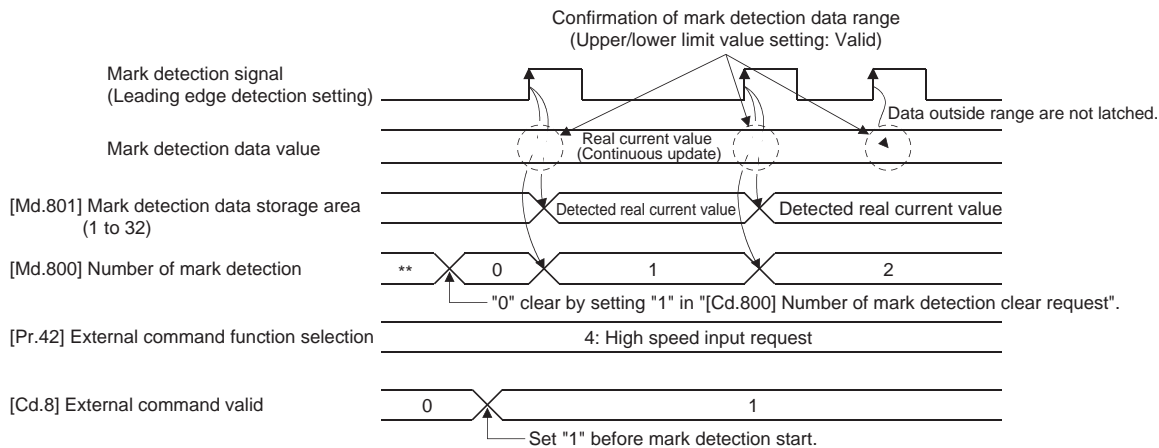 Confirmation of mark detection data range
(Upper/lower limit value setting: Valid)
Mark detection signal
(Leading edge detection setting)
Data outside range are not latched.
Mark detection data value
Real current value
(Continuous update)
[Md.801] Mark detection data storage area
(1 to 32)
Detected real current value
Detected real current value
[Md.800] Number of mark detection
**
0
1
2
"0" clear by setting "1" in "[Cd.800] Number of mark detection clear request".
[Pr.42] External command function selection
4: High speed input request
[Cd.8] External command valid
0
1
Set "1" before mark detection start.